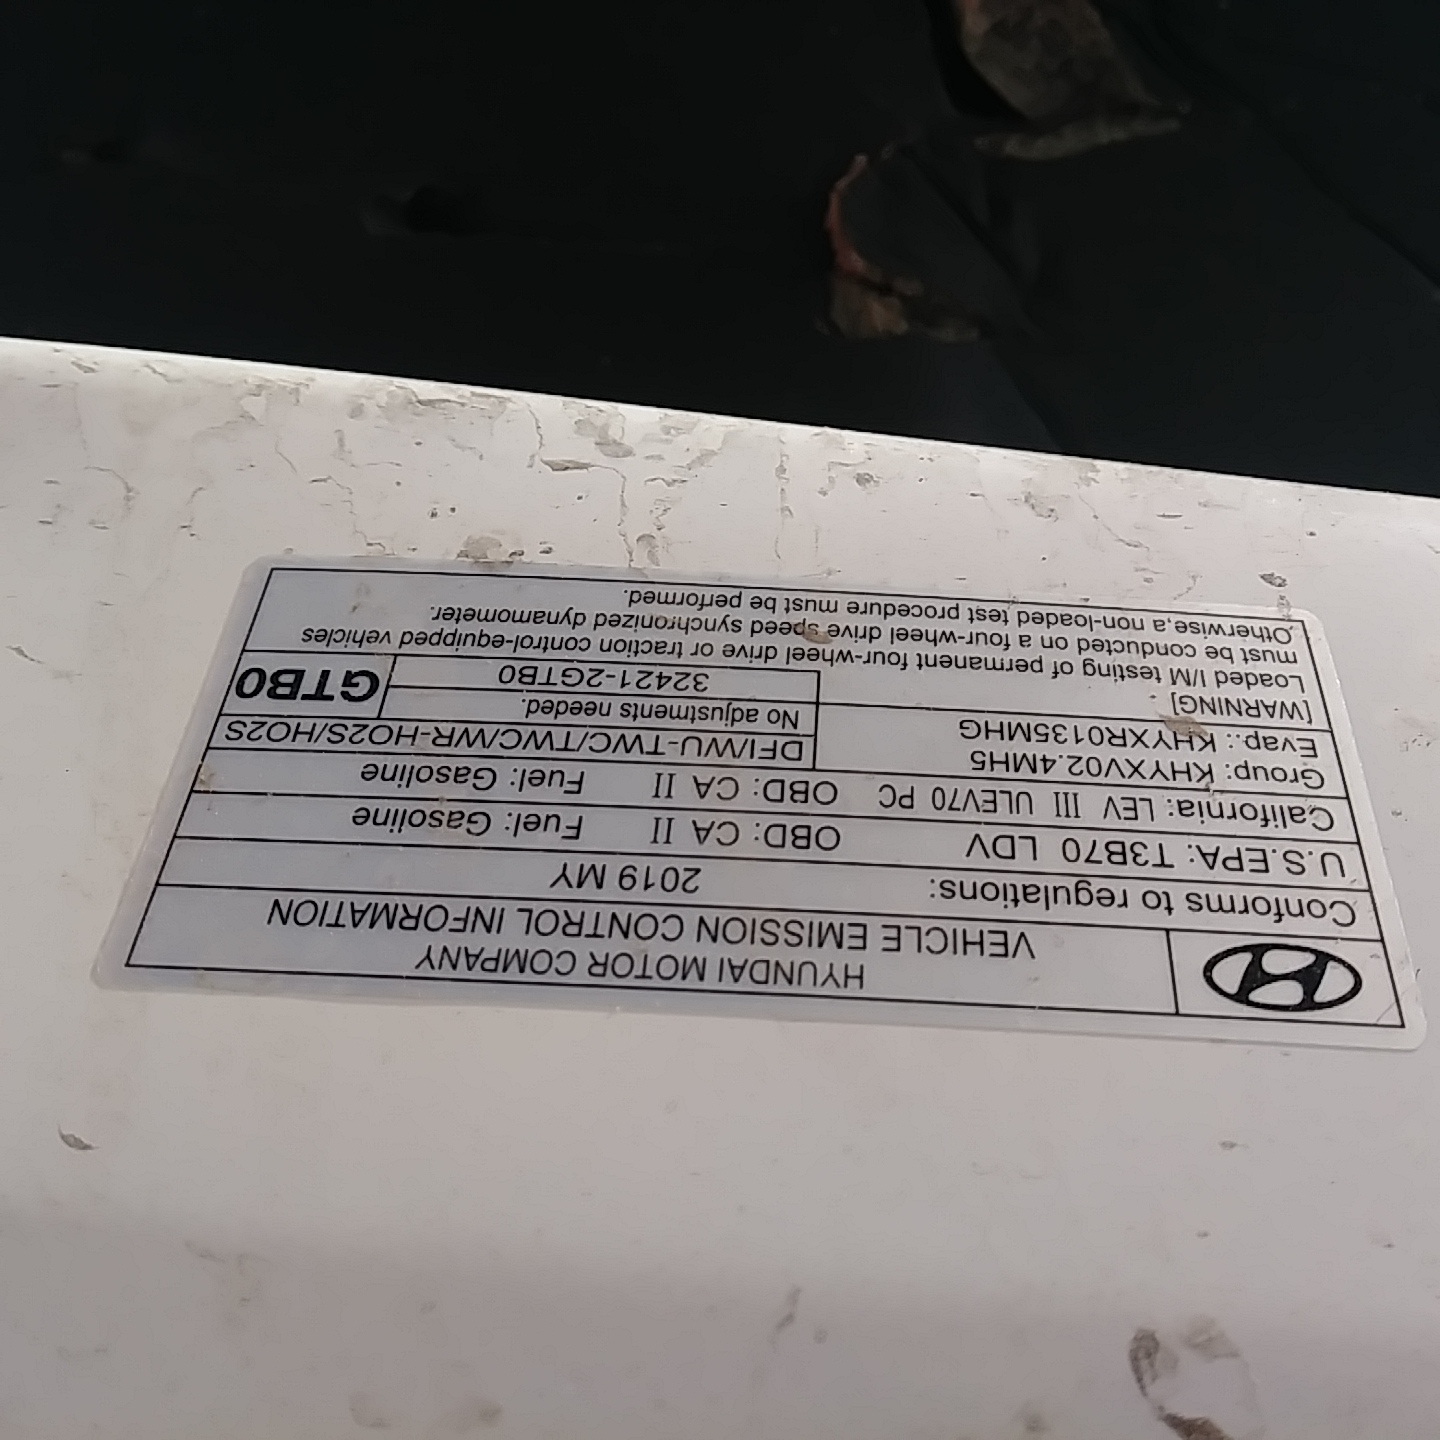 HYUNDAI MOTOR COMPANY
VEHICLE EMISSION CONTROL INFORMATION
Conforms to regulations: 2019 MY
U.S.EPA: T3B70 LDV OBD: CA II Fuel: Gasoline
California: LEV III ULEV70 PC OBD: CA II Fuel: Gasoline
Group: KHYXV02.4MH5
Evap.: KHYXR0135MHG
DFI/WU-TWC/TWC/WR-HO2S/HO2S
No adjustments needed.
32421-2GTB0
GTB0
[WARNING]
Loaded I/M testing of permanent four-wheel drive or traction control-equipped vehicles
must be conducted on a four-wheel drive speed synchronized dynamometer.
Otherwise,a non-loaded test procedure must be performed.